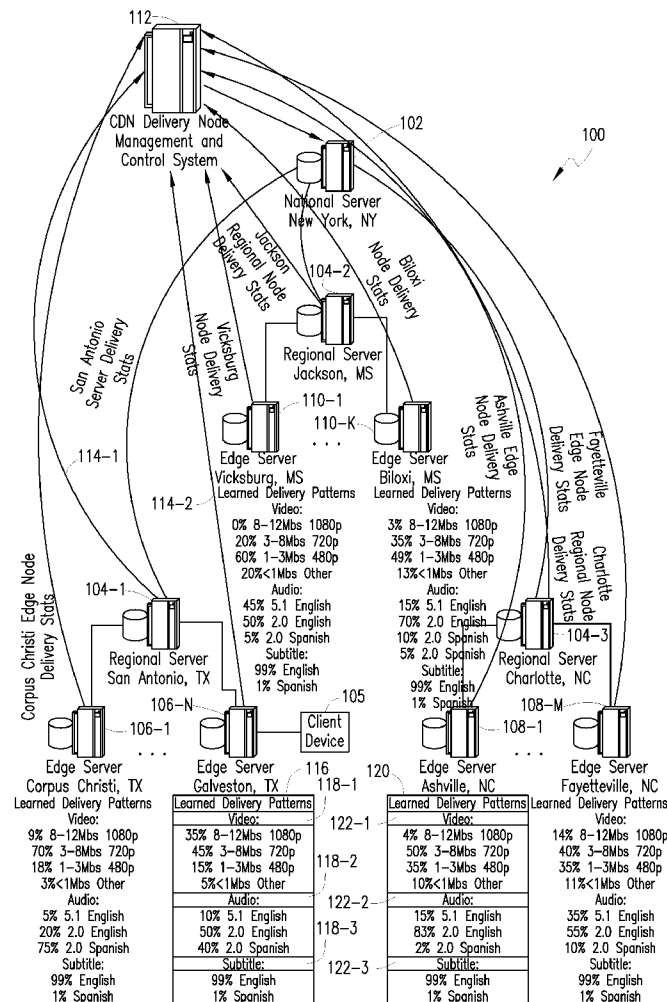 112
CDN Delivery Node
Management and
Control System
102
100
National Server
New York, NY
Jackson
Regional Node
Delivery Stats
104-2
Biloxi
Node Delivery
Stats
San Antonio
Server Delivery
Stats
Vicksburg
Node Delivery
Stats
Regional Server
Jackson, MS
110-1
110-K
. . .
Edge Server
Vicksburg, MS
Learned Delivery Patterns
Video:
0% 8-12Mbs 1080p
20% 3-8Mbs 720p
60% 1-3Mbs 480p
20%<1Mbs Other
Audio:
45% 5.1 English
50% 2.0 English
5% 2.0 Spanish
Subtitle:
99% English
1% Spanish
Edge Server
Biloxi, MS
Learned Delivery Patterns
Video:
3% 8-12Mbs 1080p
35% 3-8Mbs 720p
49% 1-3Mbs 480p
13%<1Mbs Other
Audio:
15% 5.1 English
70% 2.0 English
10% 2.0 Spanish
5% 2.0 Spanish
Subtitle:
99% English
1% Spanish
Ashville Edge
Node Delivery
Stats
Fayetteville
Edge Node
Delivery Stats
Charlotte
Regional Node
Delivery Stats
114-1
114-2
Corpus Christi Edge Node
Delivery Stats
104-1
Regional Server
San Antonio, TX
104-3
Regional Server
Charlotte, NC
106-1
. . .
106-N
105
Client
Device
108-1
. . .
108-M
Edge Server
Corpus Christi, TX
Learned Delivery Patterns
Video:
9% 8-12Mbs 1080p
70% 3-8Mbs 720p
18% 1-3Mbs 480p
3%<1Mbs Other
Audio:
5% 5.1 English
20% 2.0 English
75% 2.0 Spanish
Subtitle:
99% English
1% Spanish
Edge Server
Galveston, TX
116
Learned Delivery Patterns
118-1
Video:
35% 8-12Mbs 1080p
45% 3-8Mbs 720p
15% 1-3Mbs 480p
5%<1Mbs Other
118-2
Audio:
10% 5.1 English
50% 2.0 English
40% 2.0 Spanish
118-3
Subtitle:
99% English
1% Spanish
Edge Server
Ashville, NC
120
Learned Delivery Patterns
122-1
Video:
4% 8-12Mbs 1080p
50% 3-8Mbs 720p
35% 1-3Mbs 480p
10%<1Mbs Other
122-2
Audio:
15% 5.1 English
83% 2.0 English
2% 2.0 Spanish
122-3
Subtitle:
99% English
1% Spanish
Edge Server
Fayetteville, NC
Learned Delivery Patterns
Video:
14% 8-12Mbs 1080p
40% 3-8Mbs 720p
35% 1-3Mbs 480p
11%<1Mbs Other
Audio:
35% 5.1 English
55% 2.0 English
10% 2.0 Spanish
Subtitle:
99% English
1% Spanish